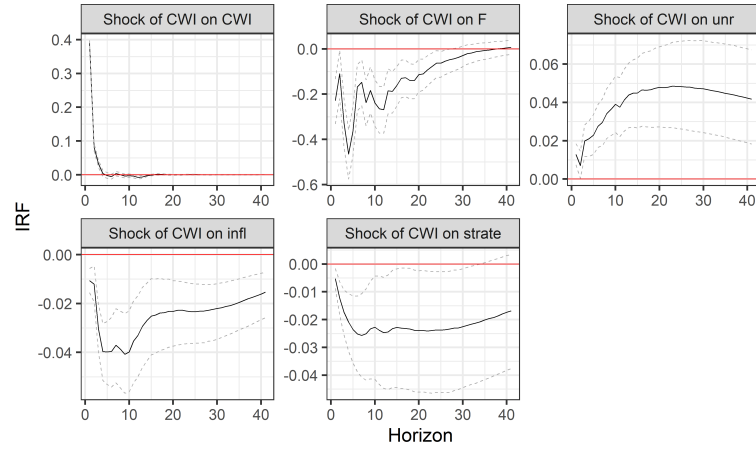 Shock of CWI on CWI
Shock of CWI on F
Shock of CWI on unr
0.4
0.3
0.2
0.1
0.0
0 10 20 30 40
0.0
-0.2
-0.4
-0.6
0 10 20 30 40
0.06
0.04
0.02
0.00
0 10 20 30 40
IRF
Shock of CWI on infl
Shock of CWI on strate
0.00
-0.02
-0.04
0 10 20 30 40
0.00
-0.01
-0.02
-0.03
-0.04
0 10 20 30 40
Horizon